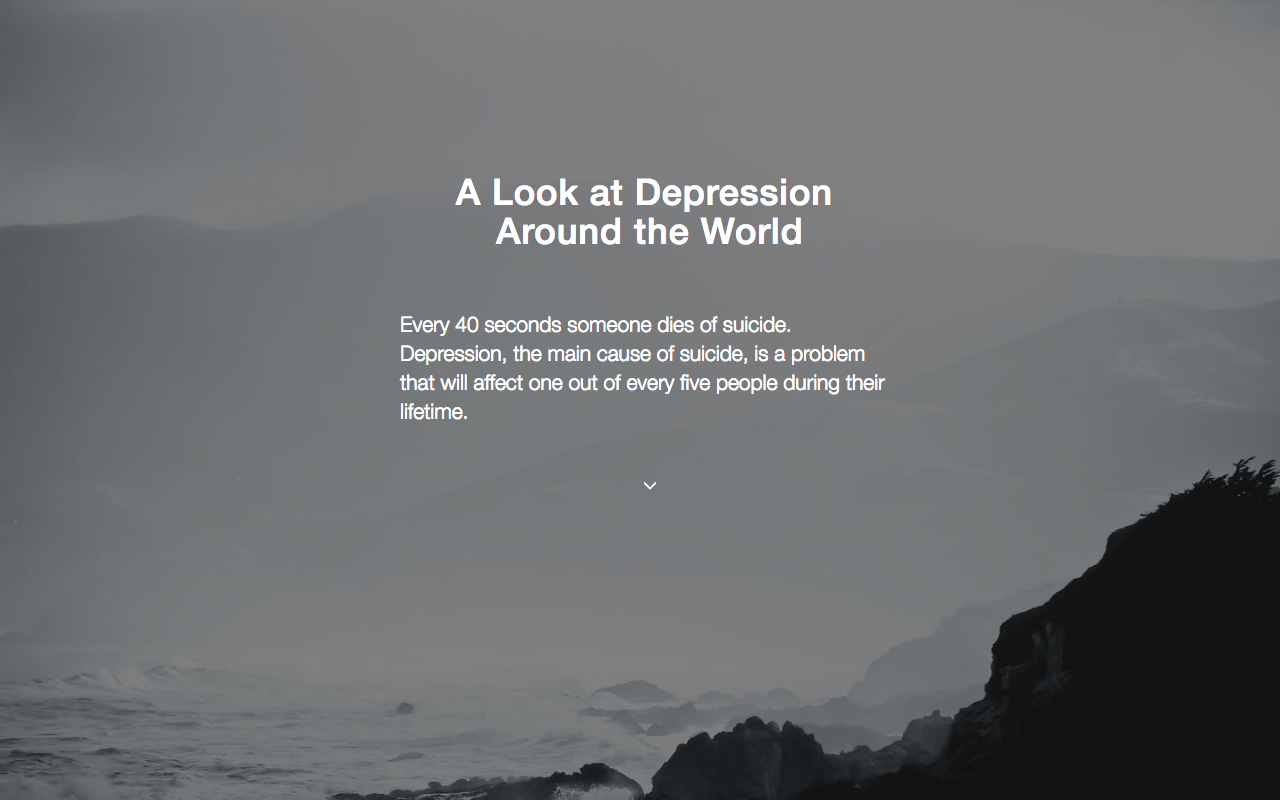 A Look at Depression
Around the World
Every 40 seconds someone dies of suicide.
Depression, the main cause of suicide, is a problem
that will affect one out of every five people during their
lifetime.